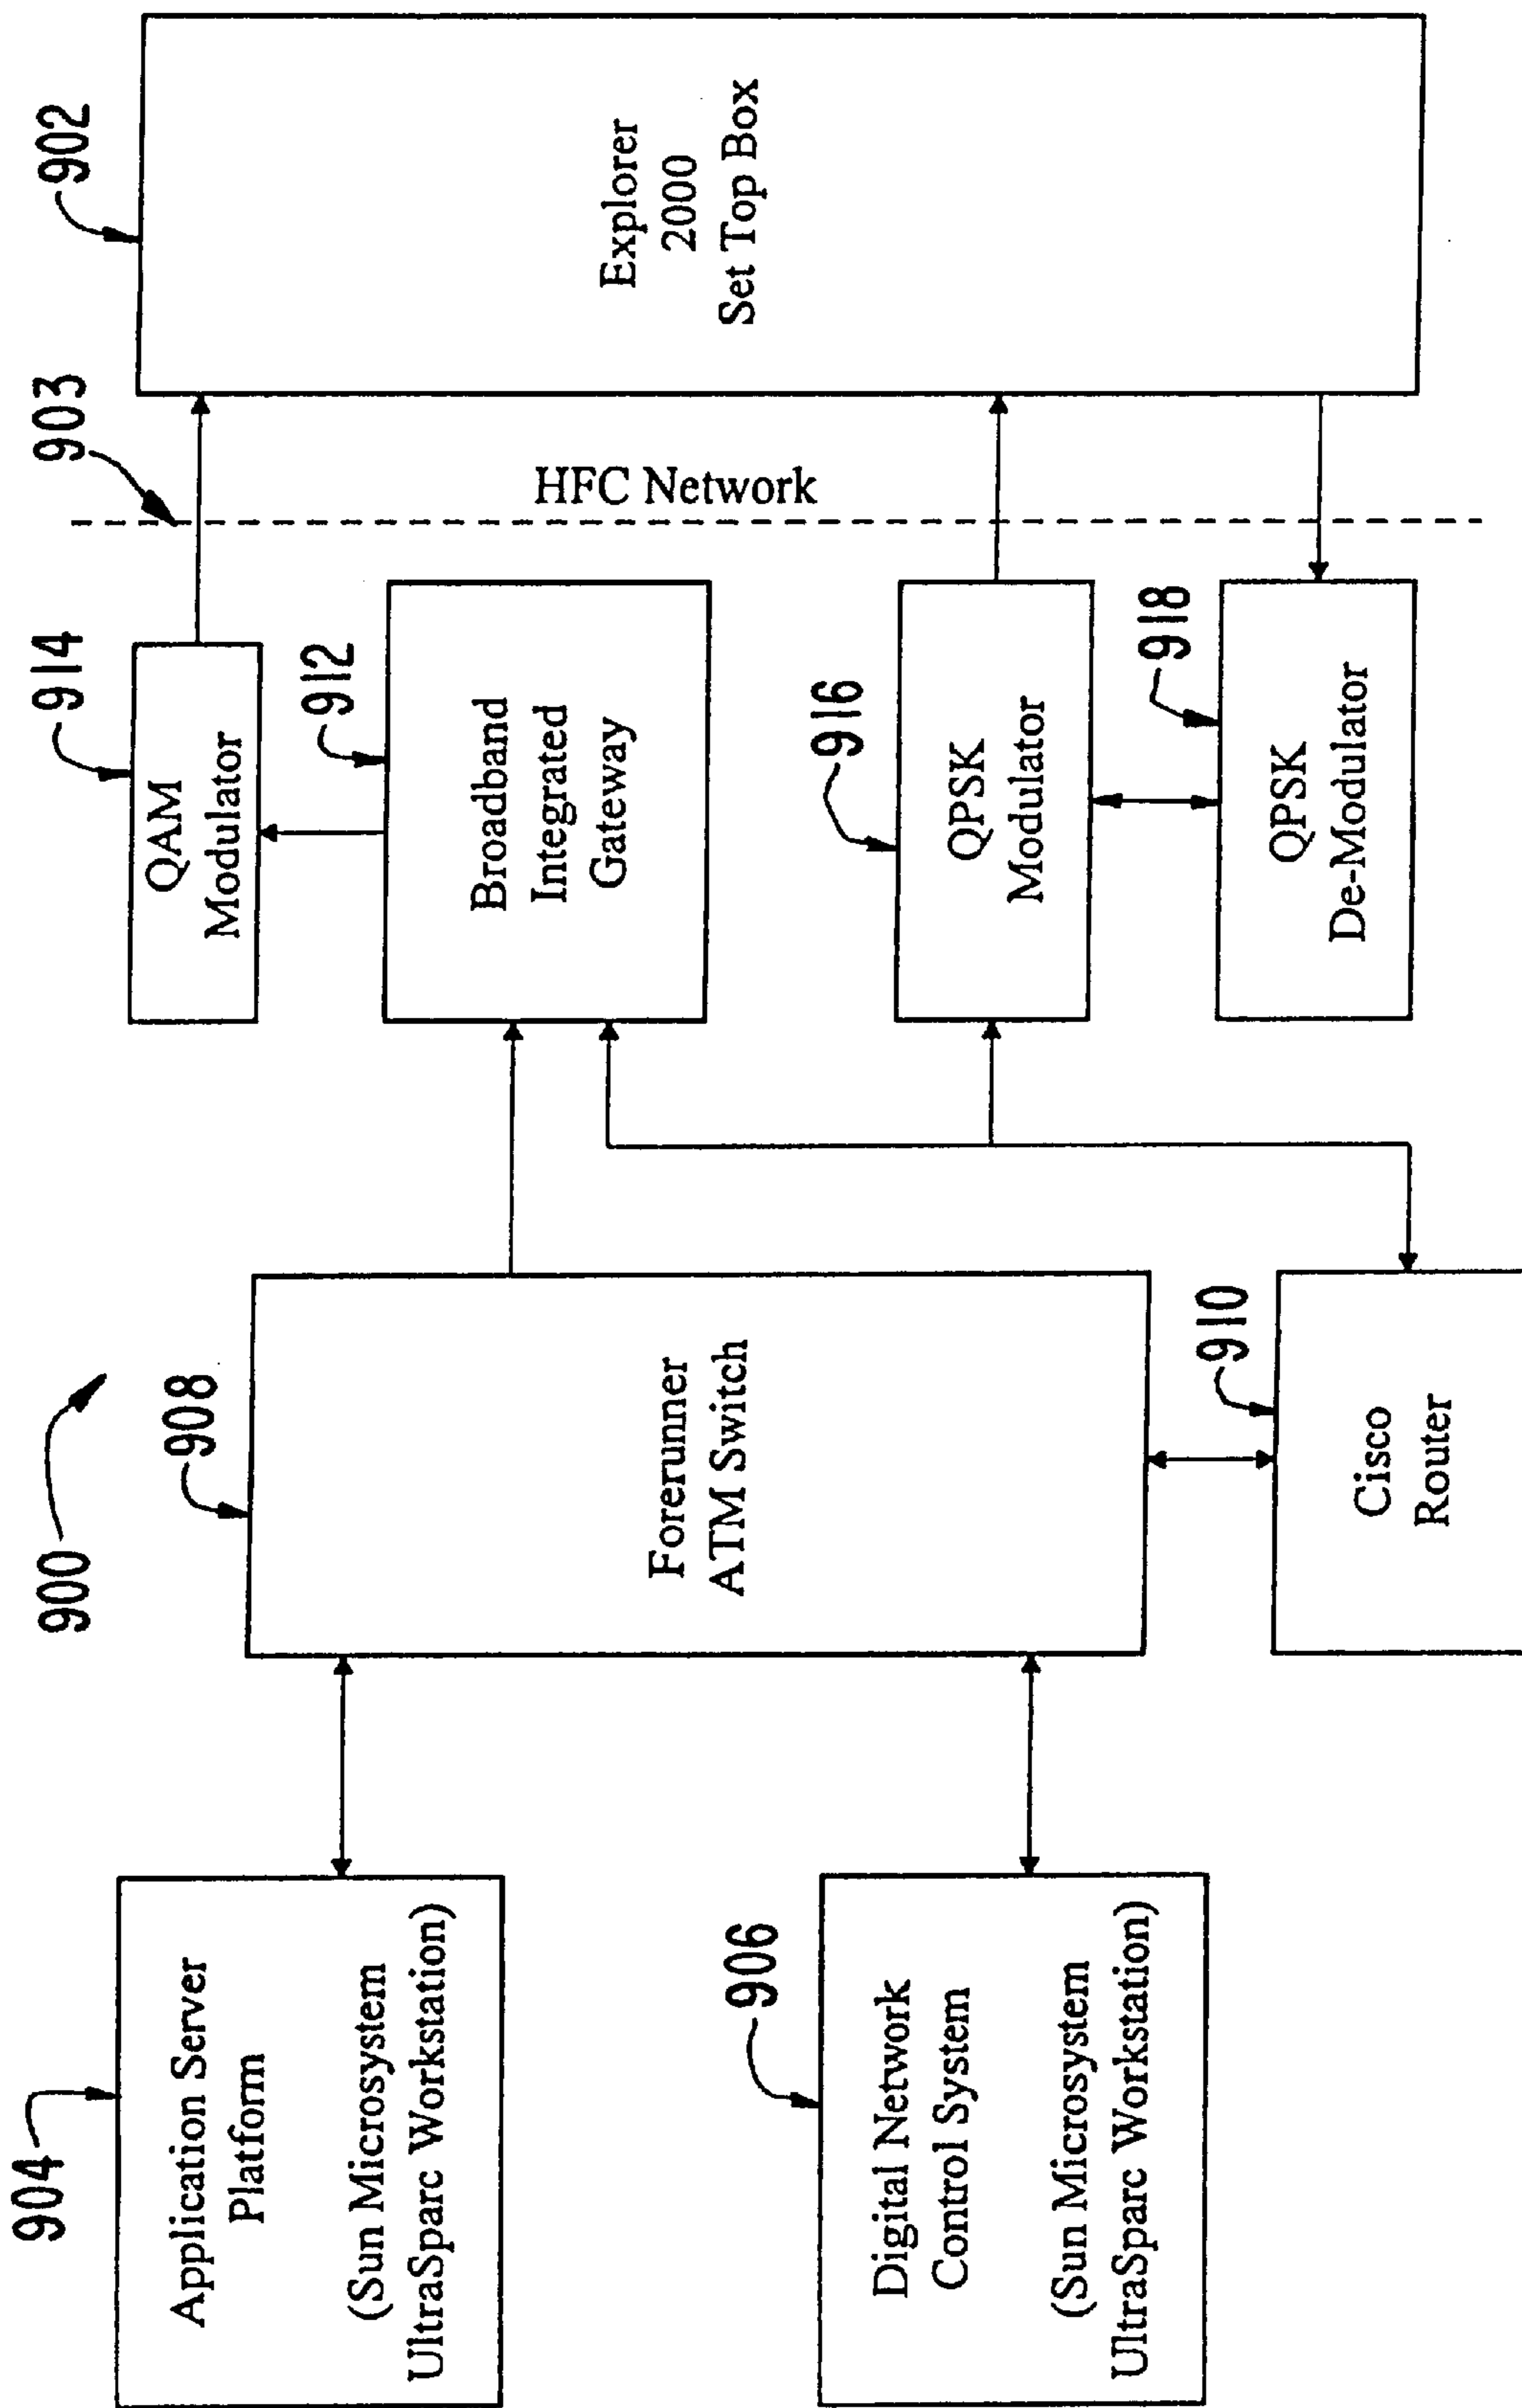 900
904
Application Server
Platform
(Sun Microsystem
UltraSparc Workstation)
906
Digital Network
Control System
(Sun Microsystem
UltraSparc Workstation)
908
Forerunner
ATM Switch
910
Cisco
Router
914
QAM
Modulator
912
Broadband
Integrated
Gateway
916
QPSK
Modulator
918
QPSK
De-Modulator
903
HFC Network
902
Explorer
2000
Set Top Box